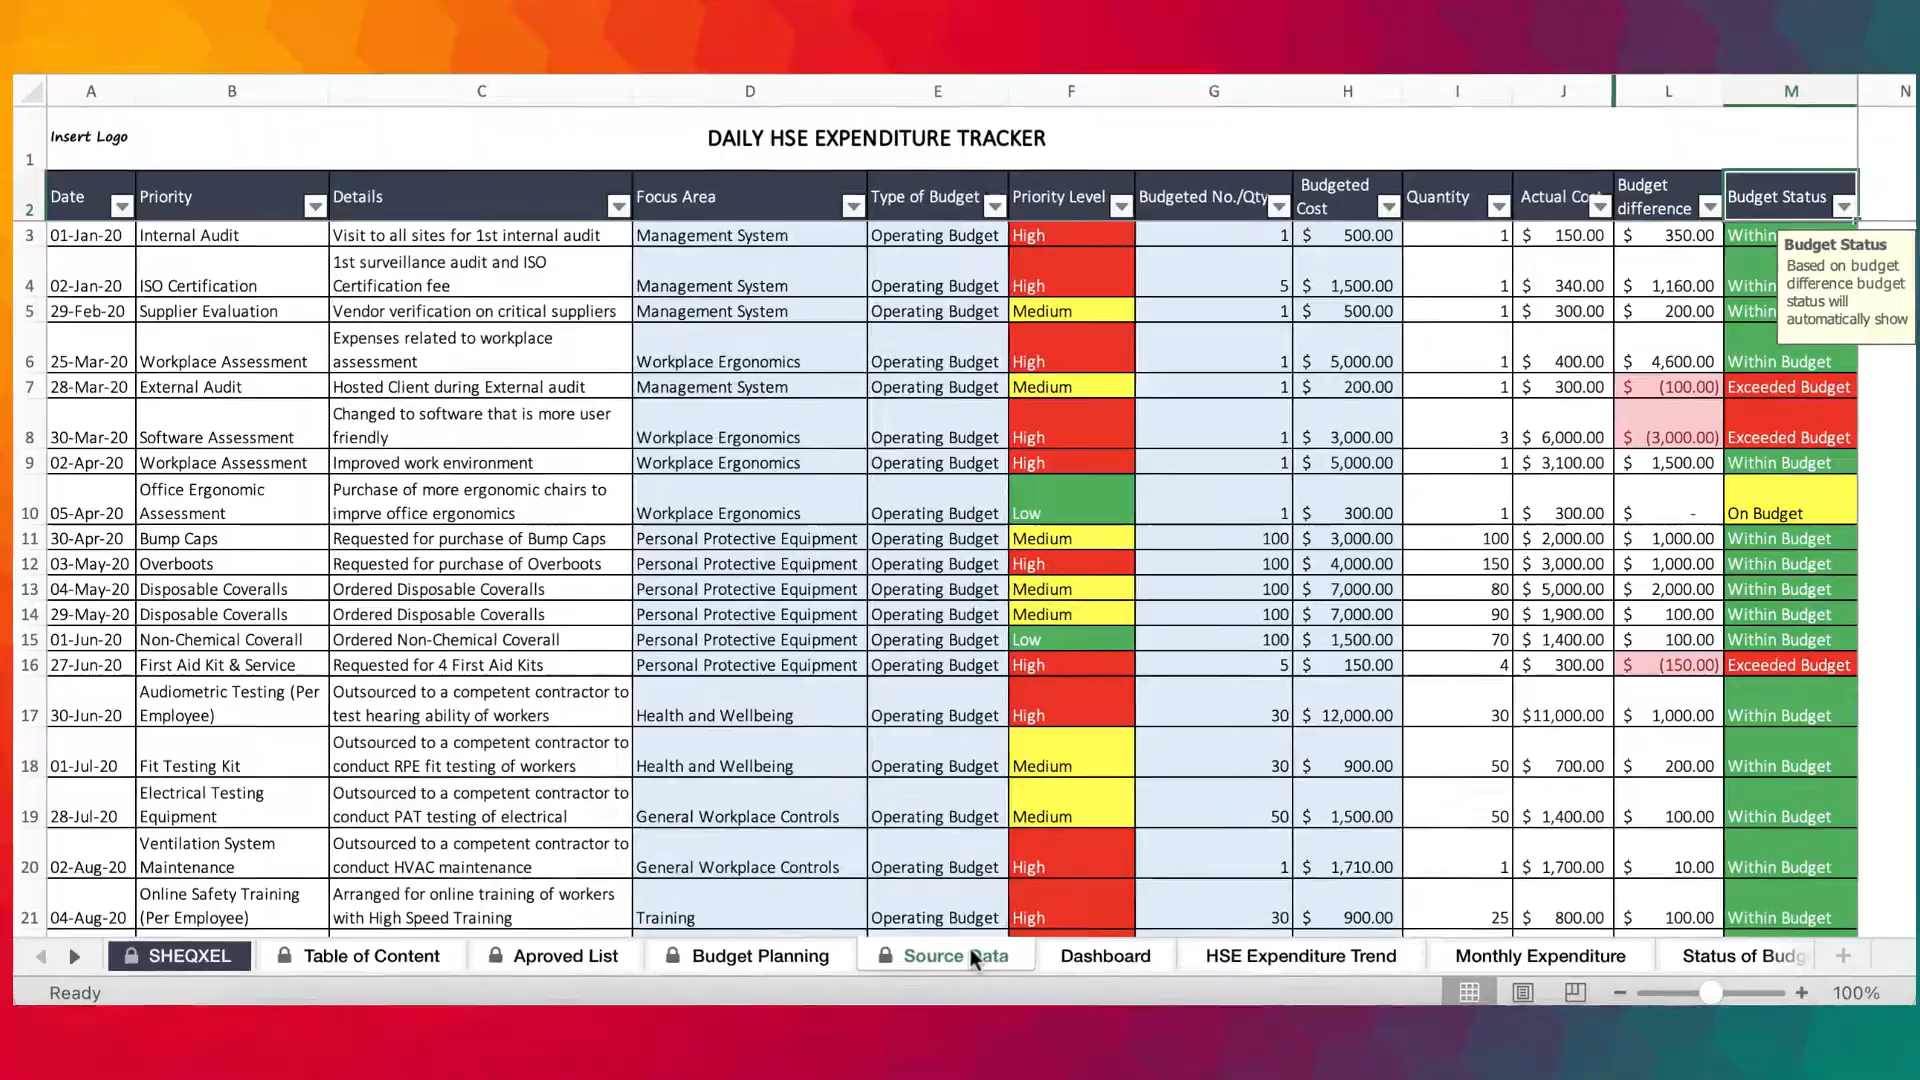 A B C D E F G H I J L M N
Insert Logo DAILY HSE EXPENDITURE TRACKER
1
2 Date Priority Details Focus Area Type of Budget Priority Level Budgeted No./Qty Budgeted Cost Quantity Budget difference Budget Status
3 01-Jan-20 Internal Audit Visit to all sites for 1st internal audit Management System Operating Budget High 1 $ 500.00 1 $ 150.00 $ 350.00 Within
Budget Status
Based on budget
difference budget
status will
automatically show
4 02-Jan-20 ISO Certification 1st surveillance audit and ISO Certification fee Management System Operating Budget High 5 $ 1,500.00 1 $ 340.00 $ 1,160.00 Within
5 29-Feb-20 Supplier Evaluation Vendor verification on critical suppliers Management System Operating Budget Medium 1 $ 500.00 1 $ 300.00 $ 200.00 Within
6 25-Mar-20 Workplace Assessment Expenses related to workplace assessment Workplace Ergonomics Operating Budget High 1 $ 5,000.00 1 $ 400.00 $ 4,600.00 Within Budget
7 28-Mar-20 External Audit Hosted Client during External audit Management System Operating Budget Medium 1 $ 200.00 1 $ 300.00 $ (100.00) Exceeded Budget
8 30-Mar-20 Software Assessment Changed to software that is more user friendly Workplace Ergonomics Operating Budget High 1 $ 3,000.00 3 $ 6,000.00 $ (3,000.00) Exceeded Budget
9 02-Apr-20 Workplace Assessment Improved work environment Workplace Ergonomics Operating Budget High 1 $ 5,000.00 1 $ 3,100.00 $ 1,500.00 Within Budget
10 05-Apr-20 Office Ergonomic Assessment Purchase of more ergonomic chairs to imprve office ergonomics Workplace Ergonomics Operating Budget Low 1 $ 300.00 1 $ 300.00 $ - On Budget
11 30-Apr-20 Bump Caps Requested for purchase of Bump Caps Personal Protective Equipment Operating Budget Medium 100 $ 3,000.00 100 $ 2,000.00 $ 1,000.00 Within Budget
12 03-May-20 Overboots Requested for purchase of Overboots Personal Protective Equipment Operating Budget High 100 $ 4,000.00 150 $ 3,000.00 $ 1,000.00 Within Budget
13 04-May-20 Disposable Coveralls Ordered Disposable Coveralls Personal Protective Equipment Operating Budget Medium 100 $ 7,000.00 80 $ 5,000.00 $ 2,000.00 Within Budget
14 29-May-20 Disposable Coveralls Ordered Disposable Coveralls Personal Protective Equipment Operating Budget Medium 100 $ 7,000.00 90 $ 1,900.00 $ 100.00 Within Budget
15 01-Jun-20 Non-Chemical Coverall Ordered Non-Chemical Coverall Personal Protective Equipment Operating Budget Low 100 $ 1,500.00 70 $ 1,400.00 $ 100.00 Within Budget
16 27-Jun-20 First Aid Kit & Service Requested for 4 First Aid Kits Personal Protective Equipment Operating Budget High 5 $ 150.00 4 $ 300.00 $ (150.00) Exceeded Budget
17 30-Jun-20 Audiometric Testing (Per Employee) Outsourced to a competent contractor to test hearing ability of workers Health and Wellbeing Operating Budget High 30 $ 12,000.00 30 $11,000.00 $ 1,000.00 Within Budget
18 01-Jul-20 Fit Testing Kit Outsourced to a competent contractor to conduct RPE fit testing of workers Health and Wellbeing Operating Budget Medium 30 $ 900.00 50 $ 700.00 $ 200.00 Within Budget
19 28-Jul-20 Electrical Testing Equipment Outsourced to a competent contractor to conduct PAT testing of electrical General Workplace Controls Operating Budget Medium 50 $ 1,500.00 50 $ 1,400.00 $ 100.00 Within Budget
20 02-Aug-20 Ventilation System Maintenance Outsourced to a competent contractor to conduct HVAC maintenance General Workplace Controls Operating Budget High 1 $ 1,710.00 1 $ 1,700.00 $ 10.00 Within Budget
21 04-Aug-20 Online Safety Training (Per Employee) Arranged for online training of workers with High Speed Training Training Operating Budget High 30 $ 900.00 25 $ 800.00 $ 100.00 Within Budget
SHEQXEL Table of Content Aproved List Budget Planning Source Data Dashboard HSE Expenditure Trend Monthly Expenditure Status of Budg
Ready 100%